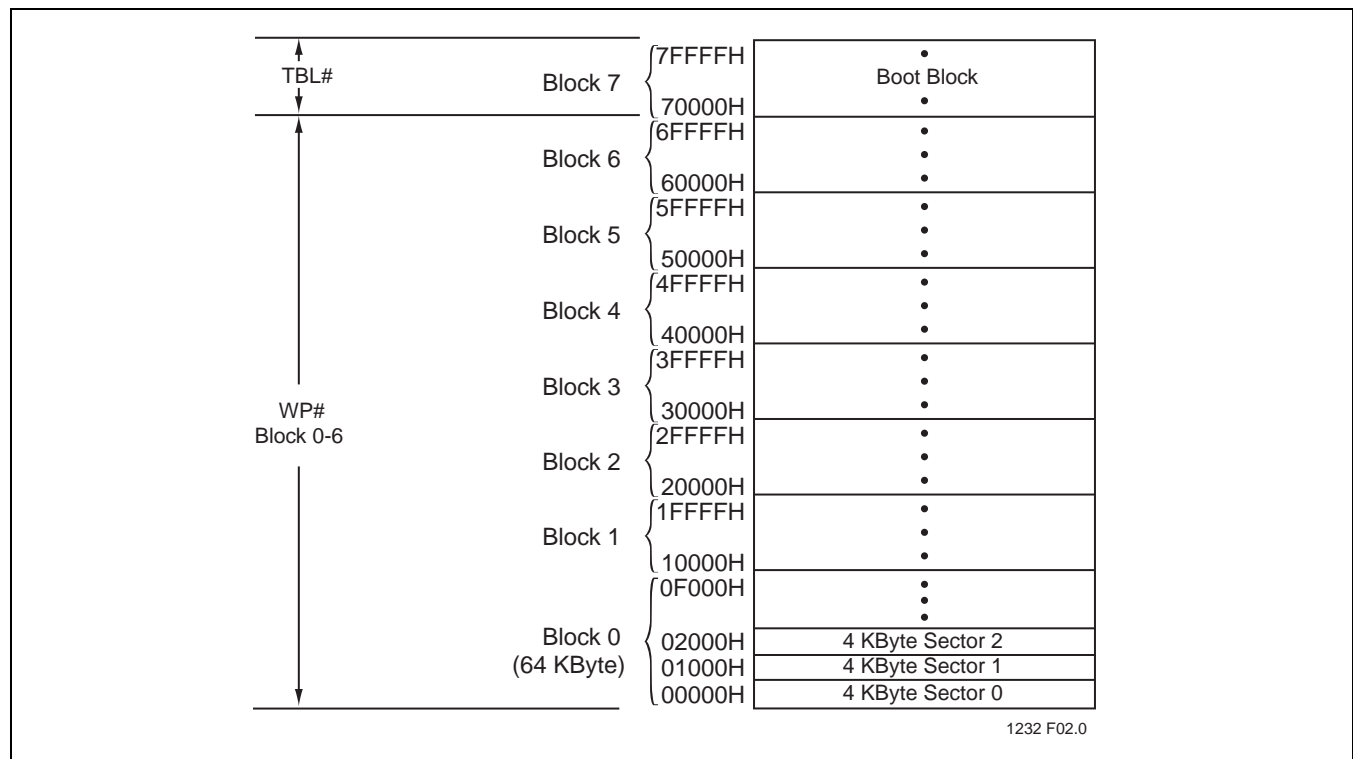 TBL#
Block 7
7FFFFH
Boot Block
70000H
6FFFFH
Block 6
60000H
5FFFFH
Block 5
50000H
4FFFFH
Block 4
40000H
3FFFFH
Block 3
30000H
WP#
Block 0-6
2FFFFH
Block 2
20000H
1FFFFH
Block 1
10000H
0F000H
Block 0
(64 KByte)
02000H 4 KByte Sector 2
01000H 4 KByte Sector 1
00000H 4 KByte Sector 0
1232 F02.0